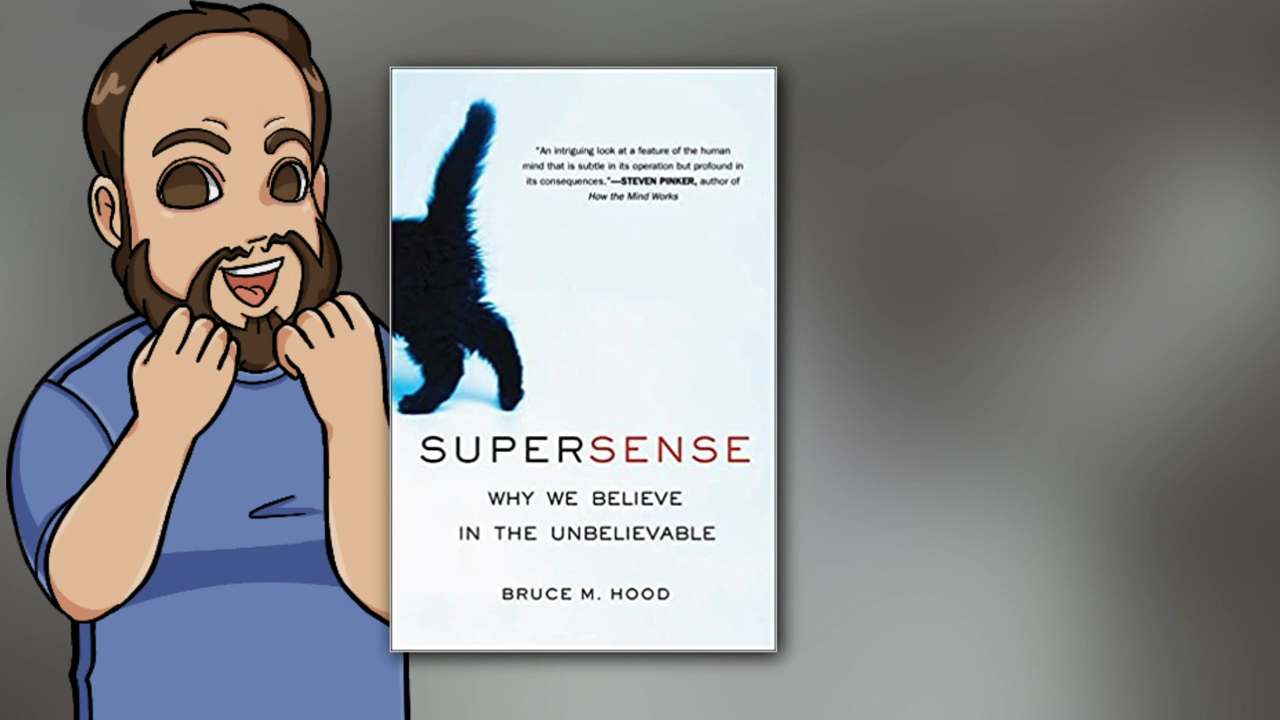 "An intriguing look at a feature of the human
mind that is subtle in its operation but profound in
its consequences."—STEVEN PINKER, author of
How the Mind Works
SUPERSENSE
WHY WE BELIEVE
IN THE UNBELIEVABLE
BRUCE M. HOOD